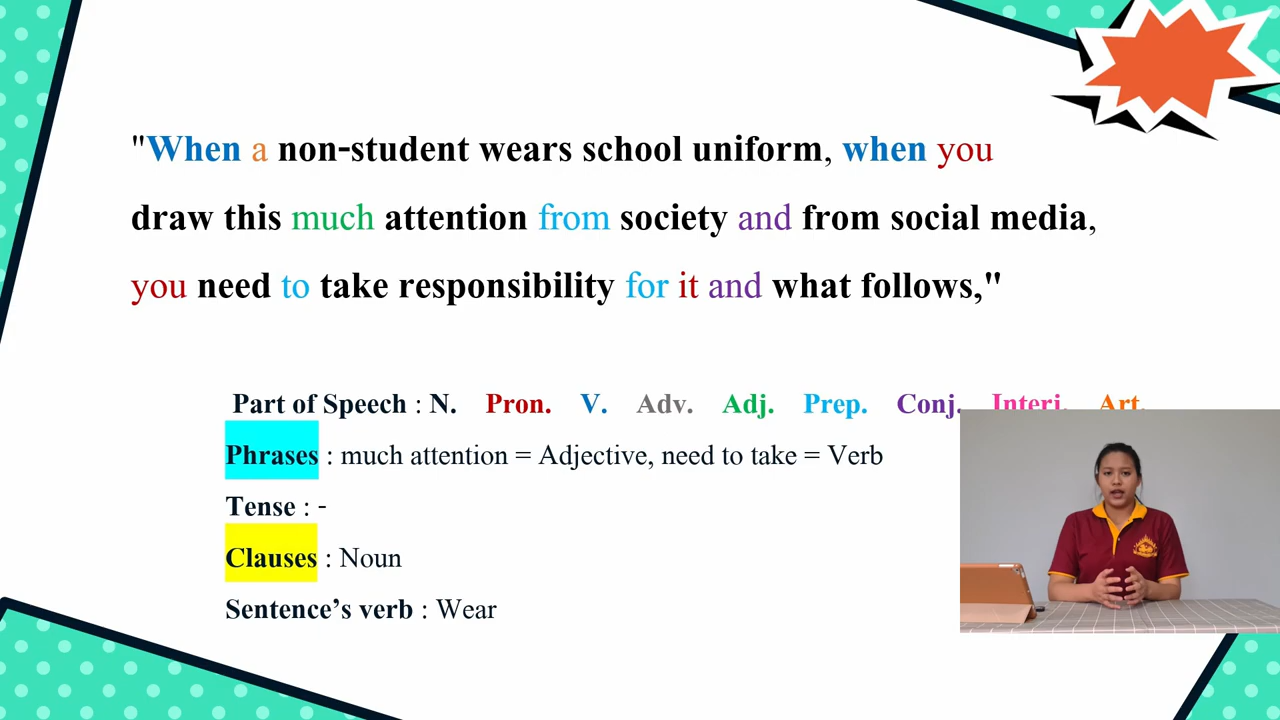 "When a non-student wears school uniform, when you
draw this much attention from society and from social media,
you need to take responsibility for it and what follows,"
Part of Speech : N. Pron. V. Adv. Adj. Prep. Conj. Interj. Art.
Phrases : much attention = Adjective, need to take = Verb
Tense : -
Clauses : Noun
Sentence’s verb : Wear